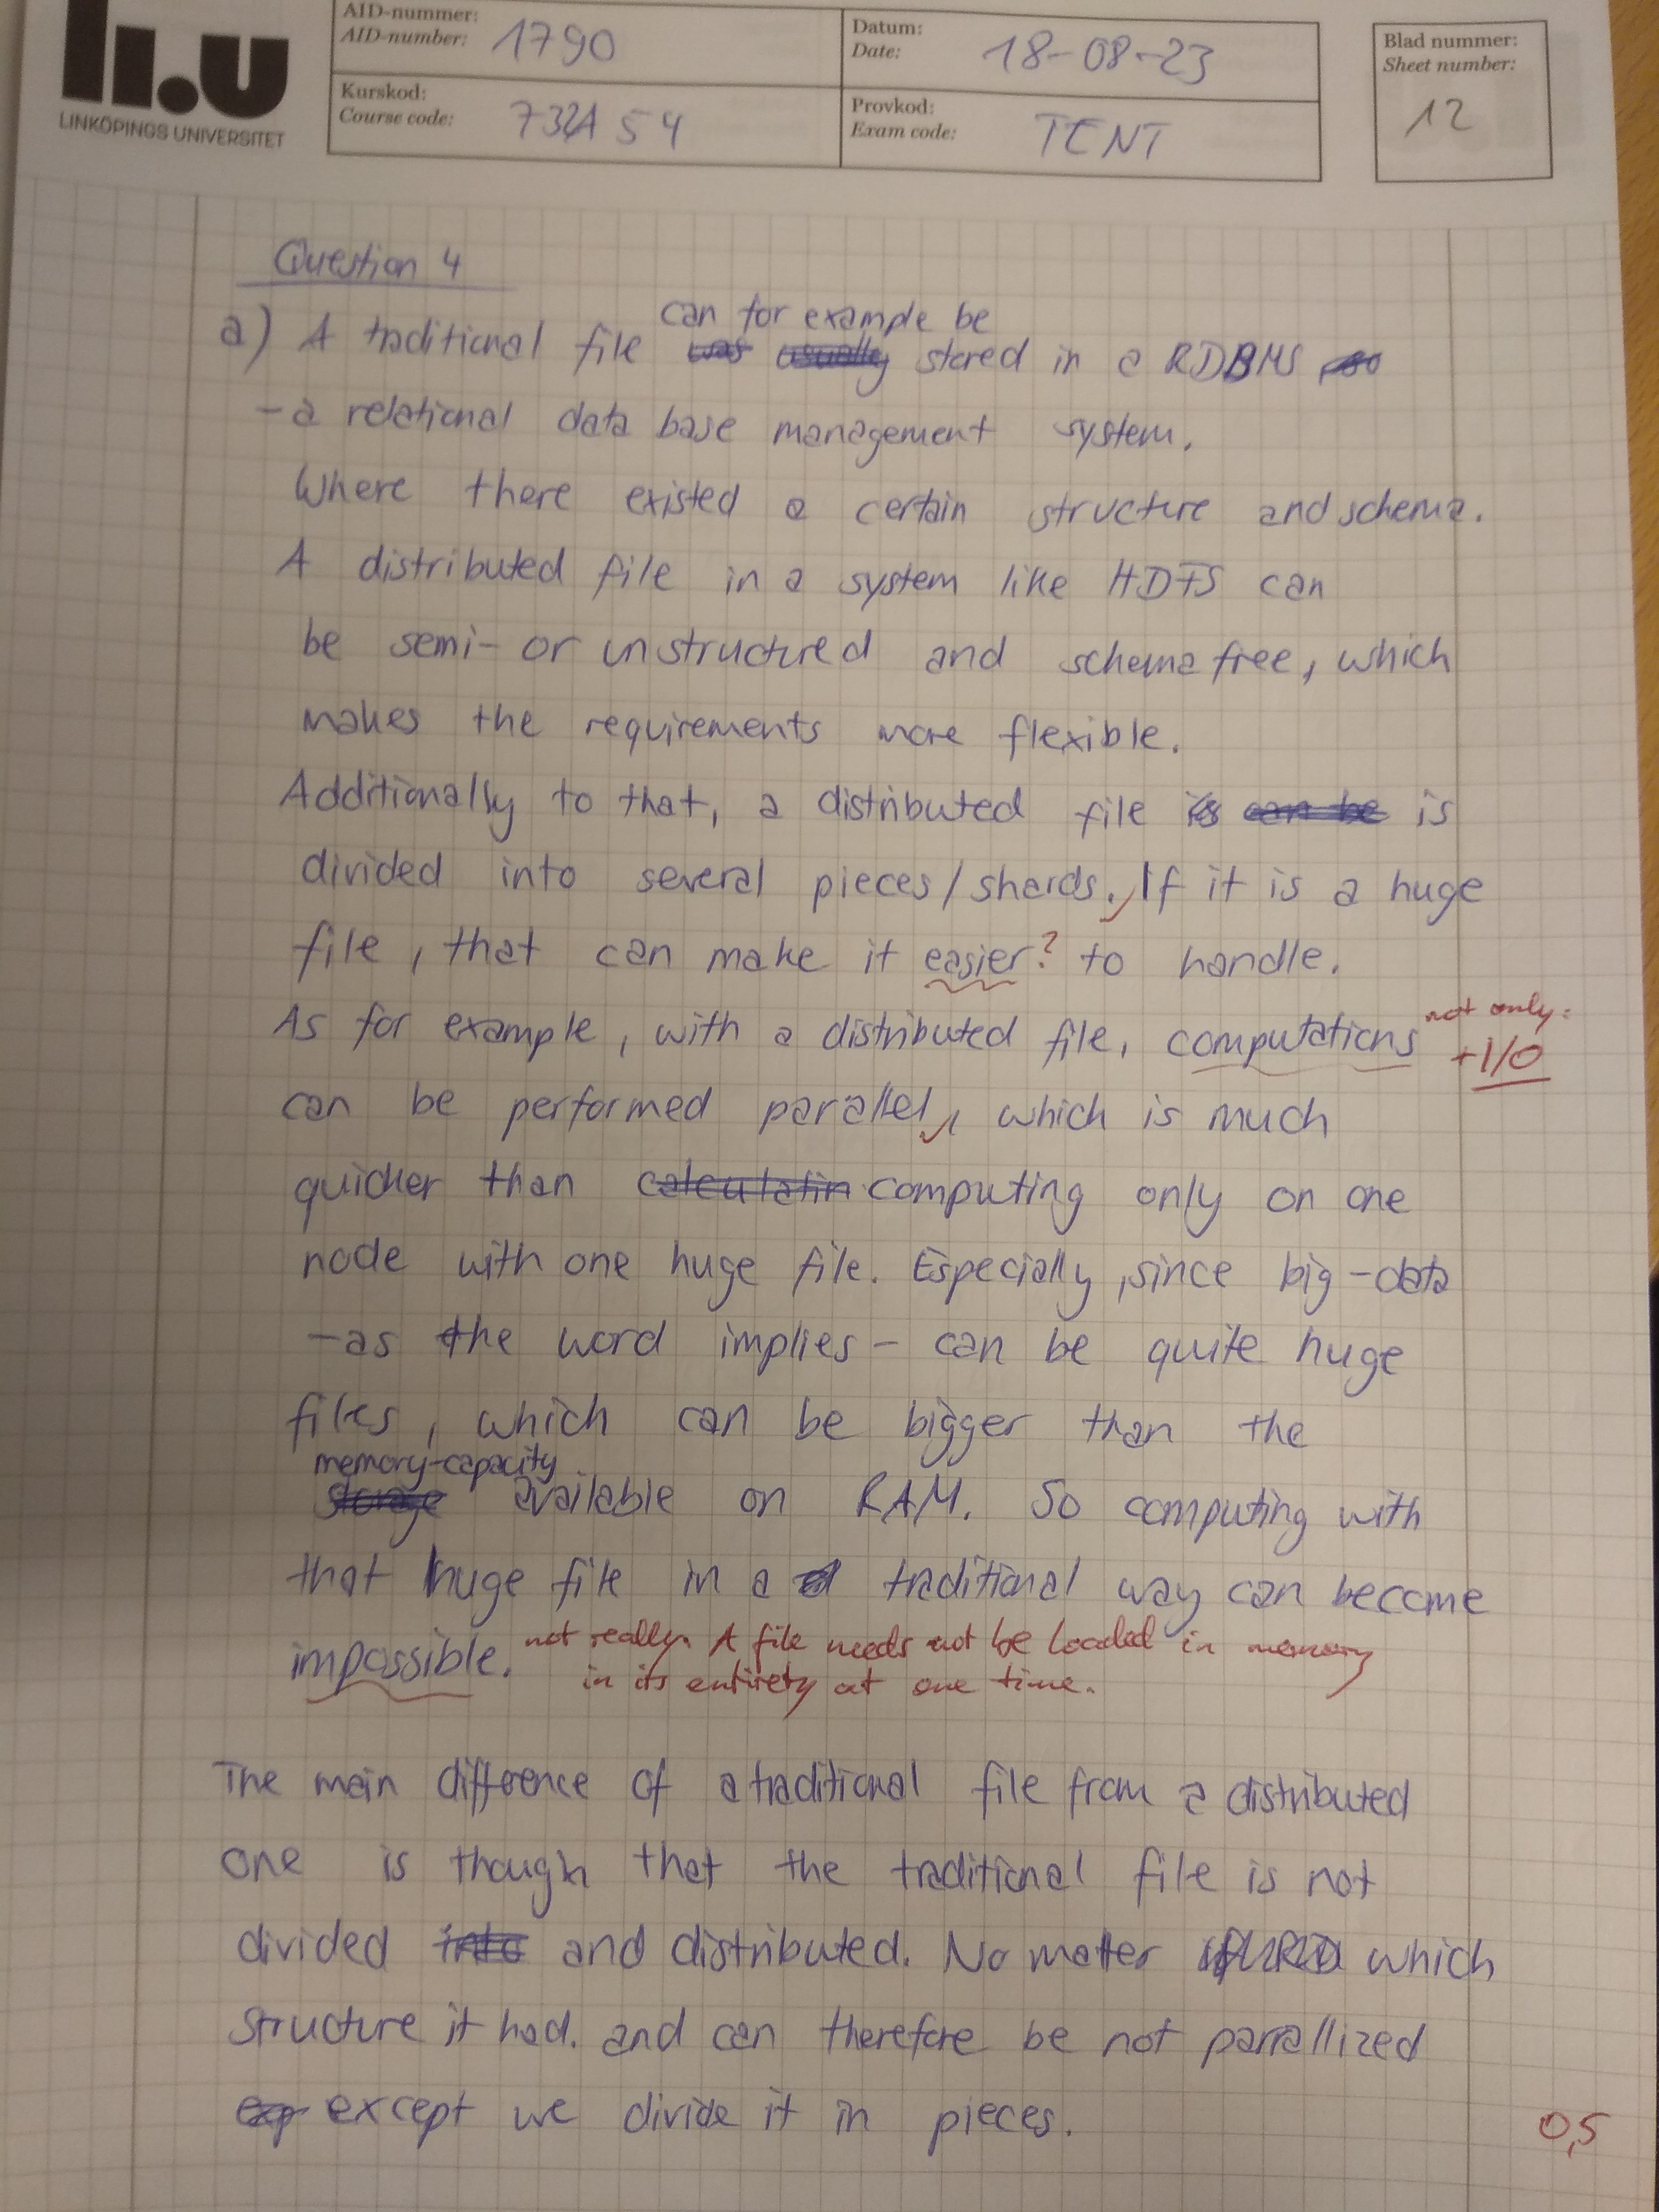 li.u
LINKÖPINGS UNIVERSITET
AID-nummer:
AID-number: 1790
Datum:
Date: 18-08-23
Blad nummer:
Sheet number:
12
Kurskod:
Course code: 732A54
Provkod:
Exam code: TENT
Question 4
can for example be
a) A traditional file was usually stored in a RDBMS
-a relational data base management system.
Where there existed a certain structure and schema.
A distributed file in a system like HDFS can
be semi- or unstructured and schema free, which
makes the requirements more flexible.
Additionally to that, a distributed file is can be is
divided into several pieces/shards. If it is a huge
file, that can make it easier? to handle.
As for example, with a distributed file, computations not only:
+I/O
can be performed parallel, which is much
quicker than calculatin computing only on one
node with one huge file. Especially, since big-data
-as the word implies- can be quite huge
files, which can be bigger than the
memory-capacity
storage available on RAM. So computing with
that huge file in a traditional way can become
impossible. not really. A file needs not be loaded in memory
in its entirety at one time.
The main difference of a traditional file from a distributed
one is though that the traditional file is not
divided into and distributed. No matter which
structure it had. and can therefore be not parrallized
exp except we divide it in pieces.
0,5